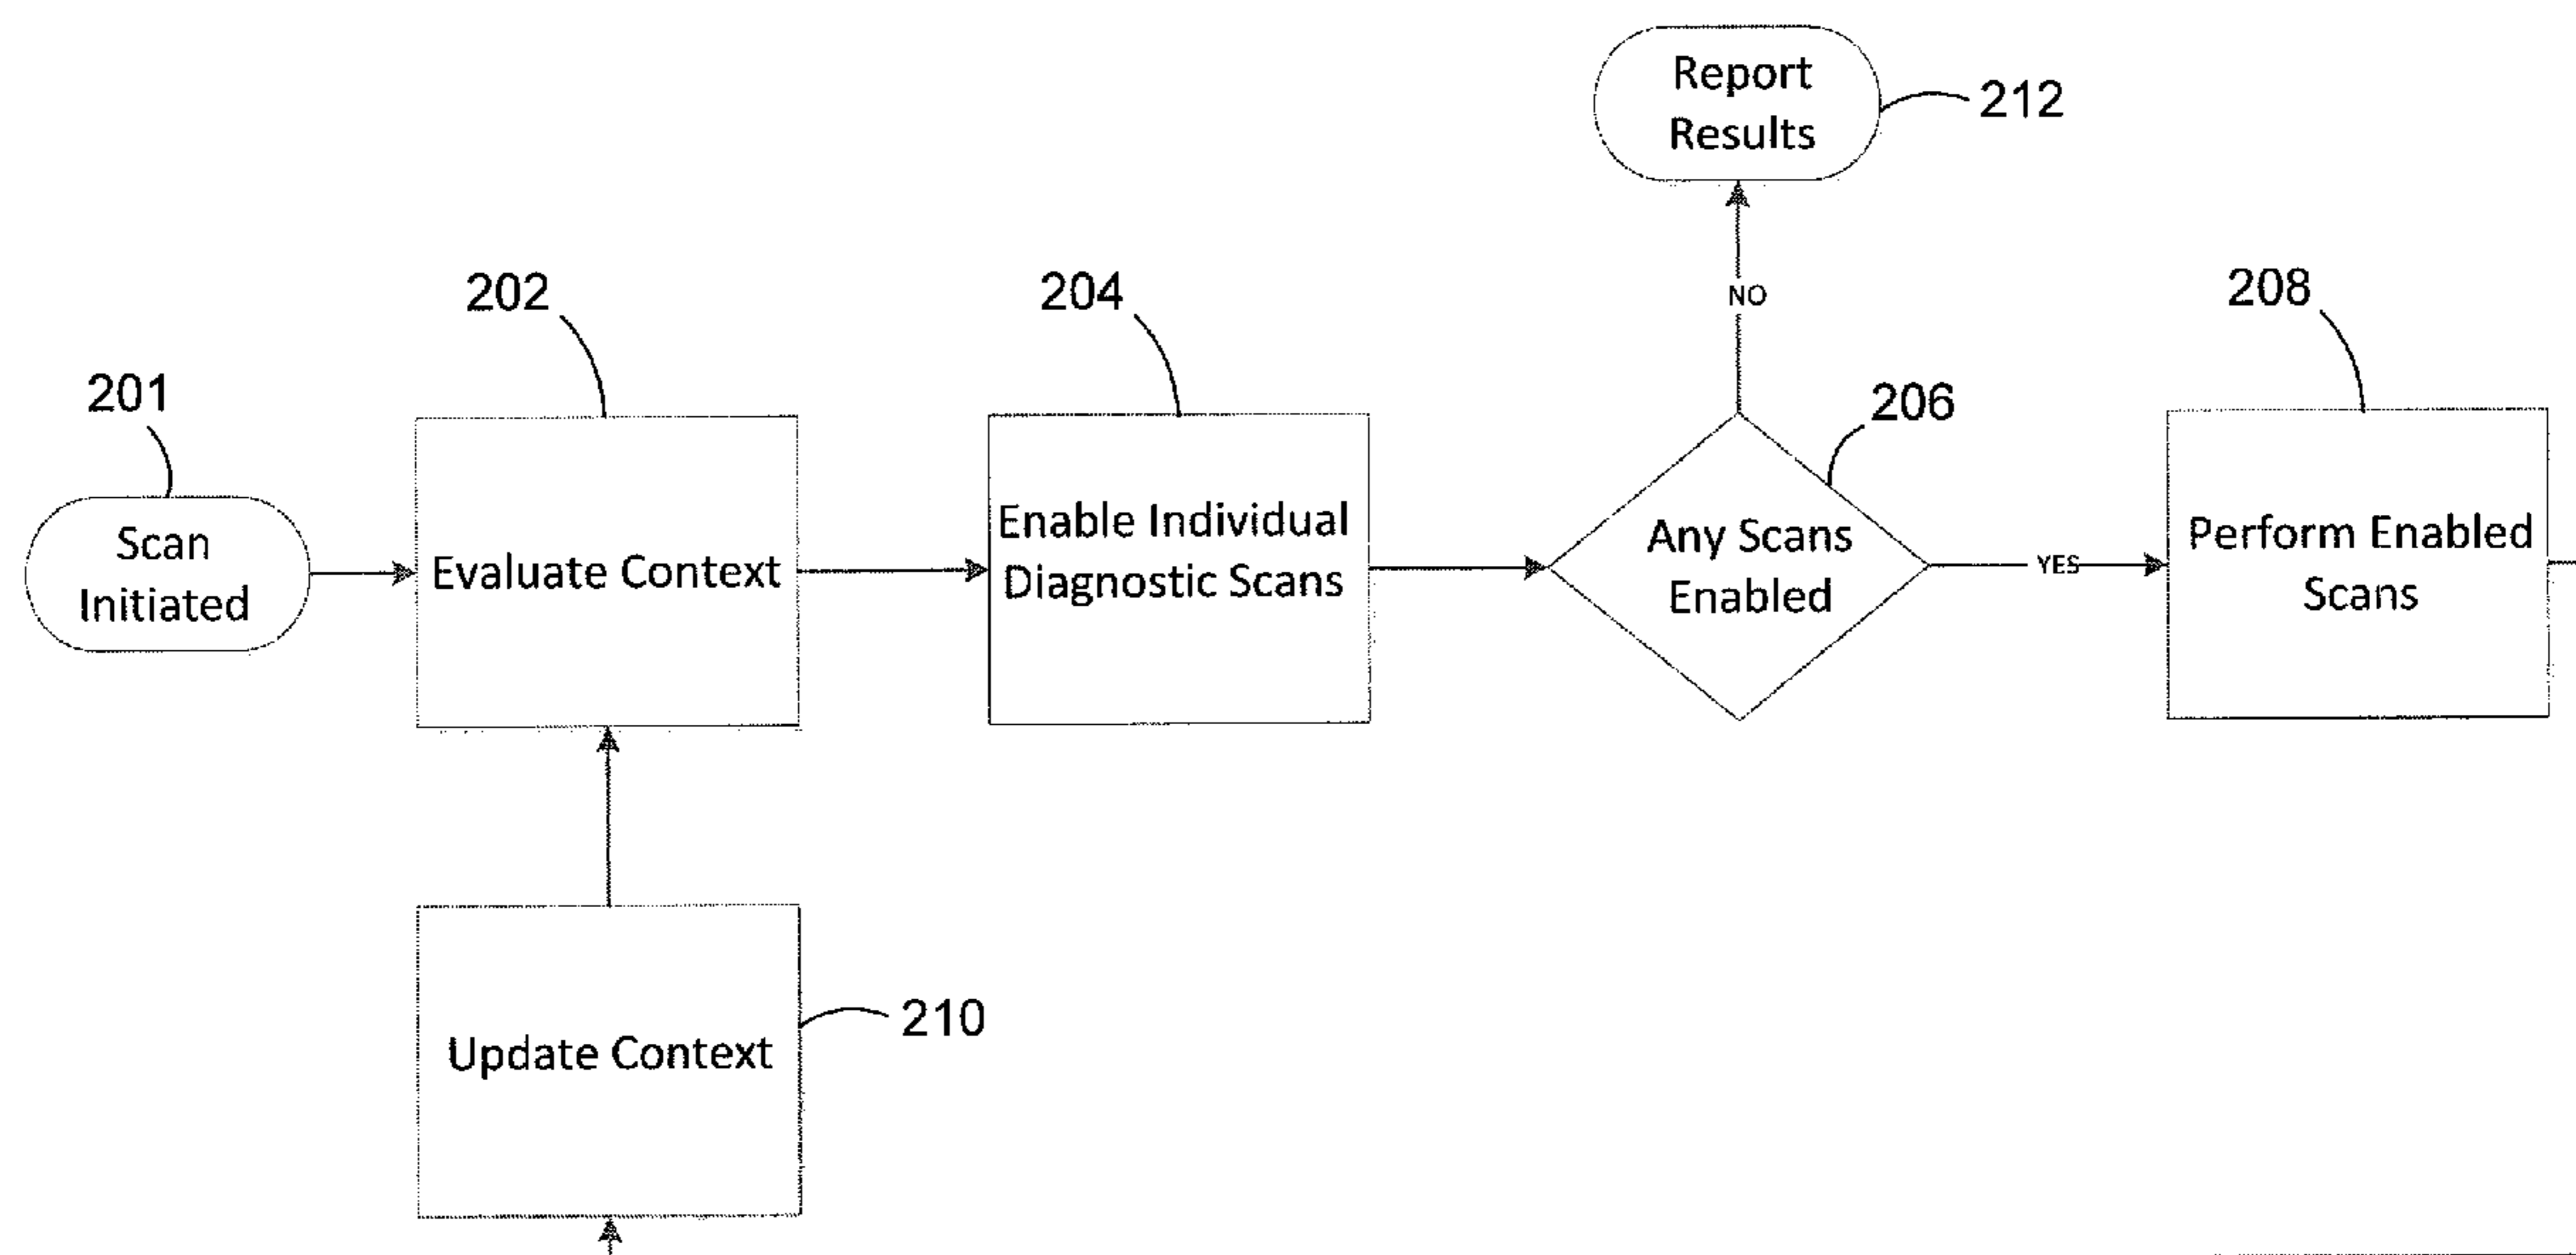 Report
Results
212
202
204
208
NO
201
206
Scan
Initiated
Evaluate Context
Enable Individual
Diagnostic Scans
Any Scans
Enabled
YES
Perform Enabled
Scans
Update Context
210